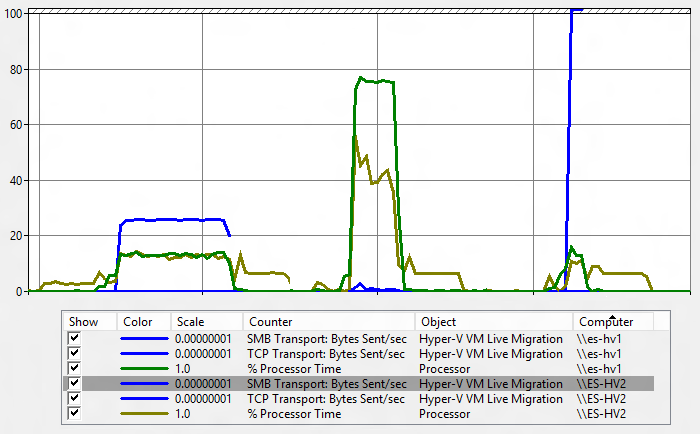 100
80
60
40
20
0
Show Color Scale Counter Object Computer
0.00000001 SMB Transport: Bytes Sent/sec Hyper-V VM Live Migration \\es-hv1
0.00000001 TCP Transport: Bytes Sent/sec Hyper-V VM Live Migration \\es-hv1
1.0 % Processor Time Processor \\es-hv1
0.00000001 SMB Transport: Bytes Sent/sec Hyper-V VM Live Migration \\ES-HV2
0.00000001 TCP Transport: Bytes Sent/sec Hyper-V VM Live Migration \\ES-HV2
1.0 % Processor Time Processor \\ES-HV2